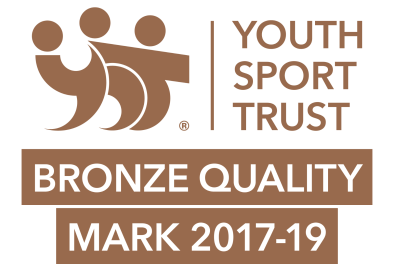 YOUTH
SPORT
TRUST
®
BRONZE QUALITY
MARK 2017-19